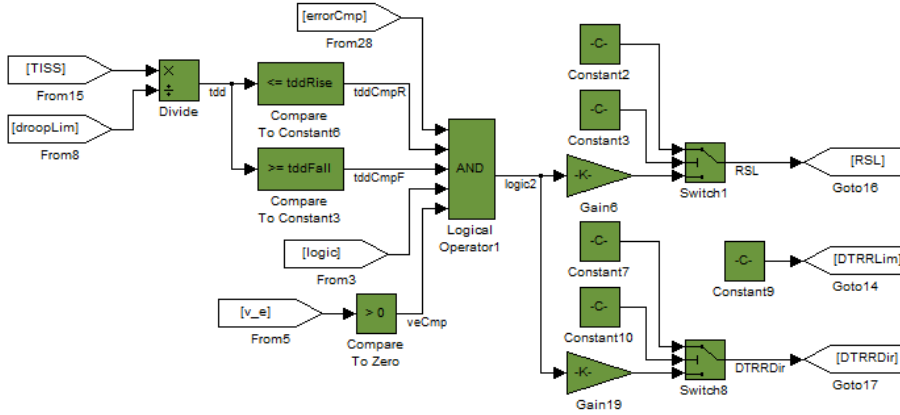 [errorCmp]
From28
[TISS]
From15
×
÷
Divide
tdd
[droopLim]
From8
<= tddRise
Compare
To Constant6
tddCmpR
>= tddFall
Compare
To Constant3
tddCmpF
[logic]
From3
[v_e]
From5
> 0
Compare
To Zero
veCmp
AND
Logical
Operator1
logic2
-C-
Constant2
-C-
Constant3
-K-
Gain6
Switch1
RSL
[RSL]
Goto16
-C-
Constant7
-C-
Constant10
-K-
Gain19
Switch8
DTRRDir
-C-
Constant9
[DTRRLim]
Goto14
[DTRRDir]
Goto17